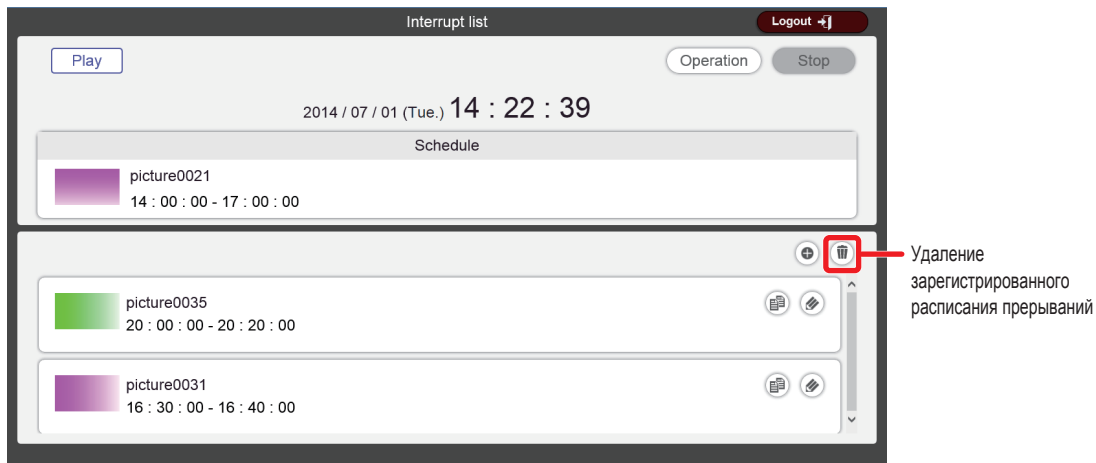 Interrupt list
Logout
Play
Operation
Stop
2014 / 07 / 01 (Tue.) 14 : 22 : 39
Schedule
picture0021
14 : 00 : 00 - 17 : 00 : 00
Удаление
зарегистрированного
расписания прерываний
picture0035
20 : 00 : 00 - 20 : 20 : 00
picture0031
16 : 30 : 00 - 16 : 40 : 00